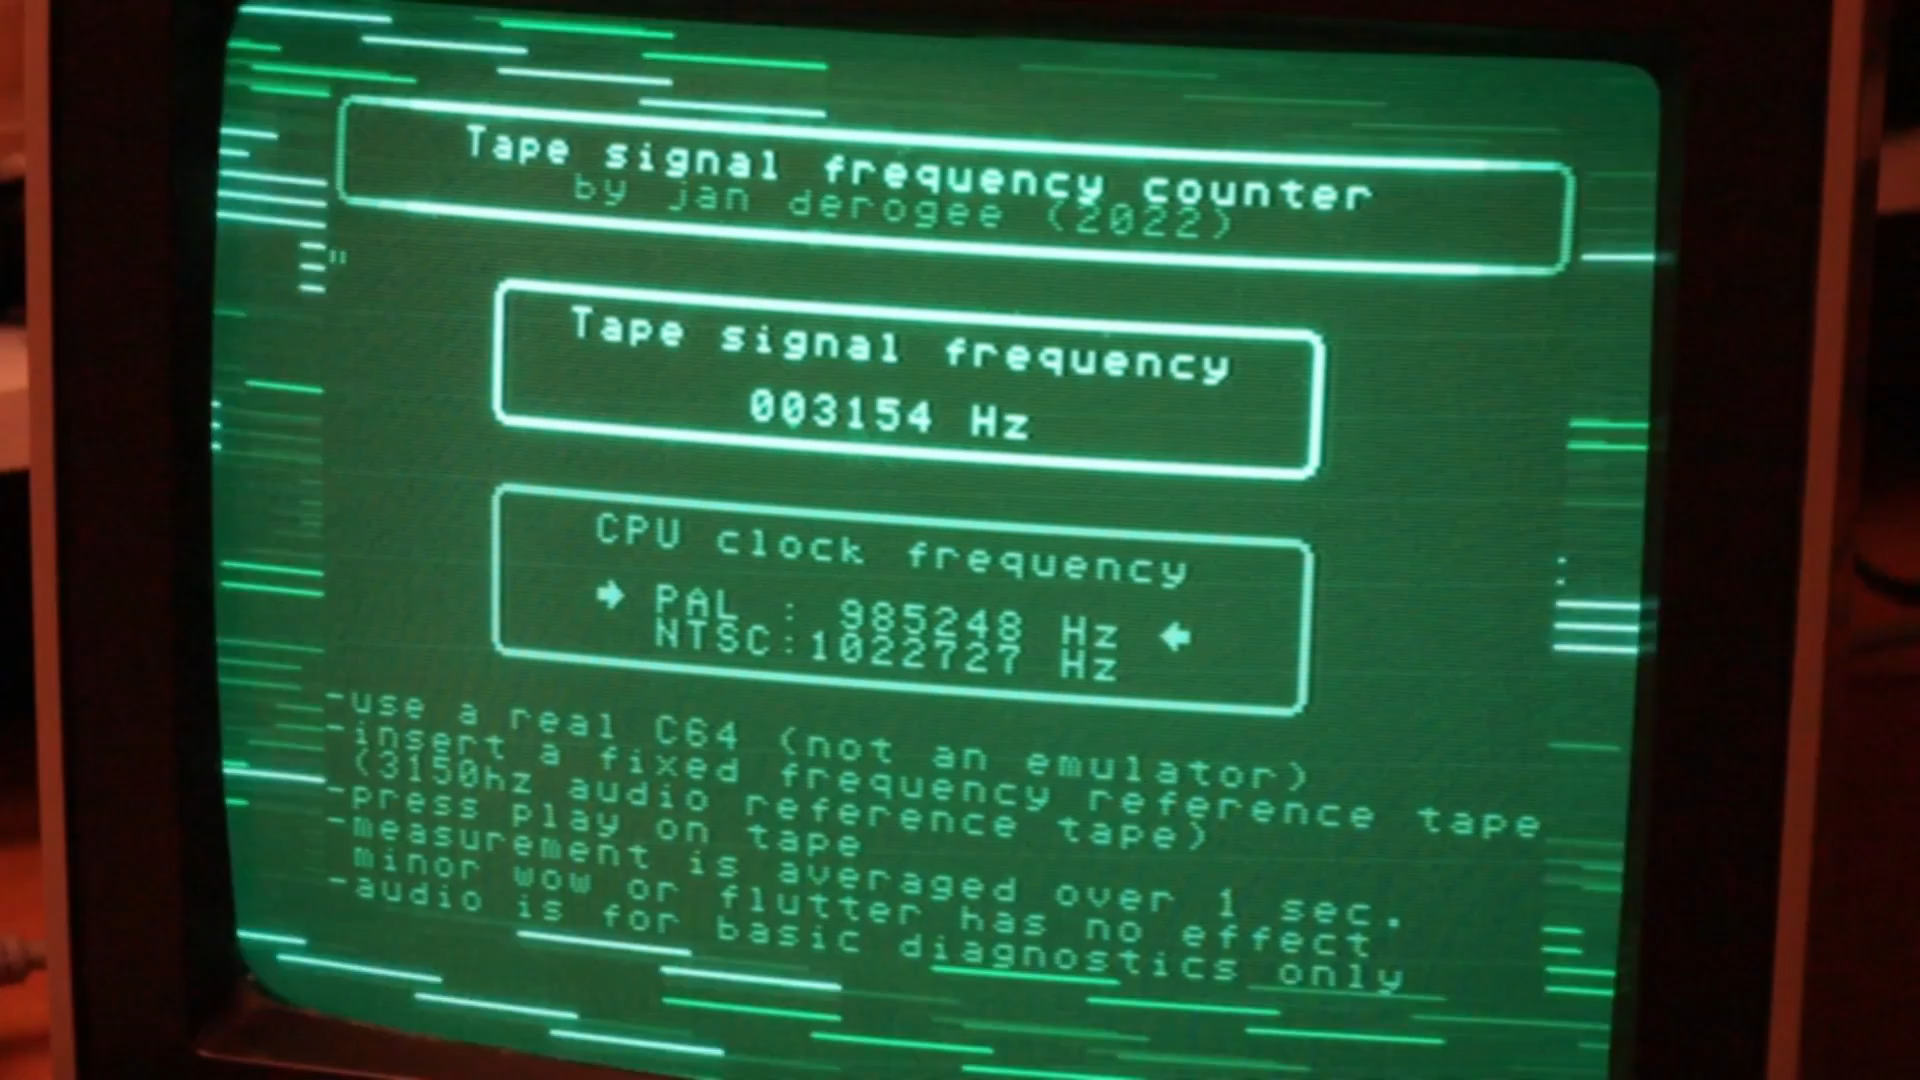 Tape signal frequency counter
by jan derogee (2022)
"
Tape signal frequency
003154 Hz
CPU clock frequency
→ PAL : 985248 Hz ←
NTSC:1022727 Hz
-use a real C64 (not an emulator)
-insert a fixed frequency reference tape
(3150hz audio reference tape)
-press play on tape
-measurement is averaged over 1 sec.
minor wow or flutter has no effect
-audio is for basic diagnostics only